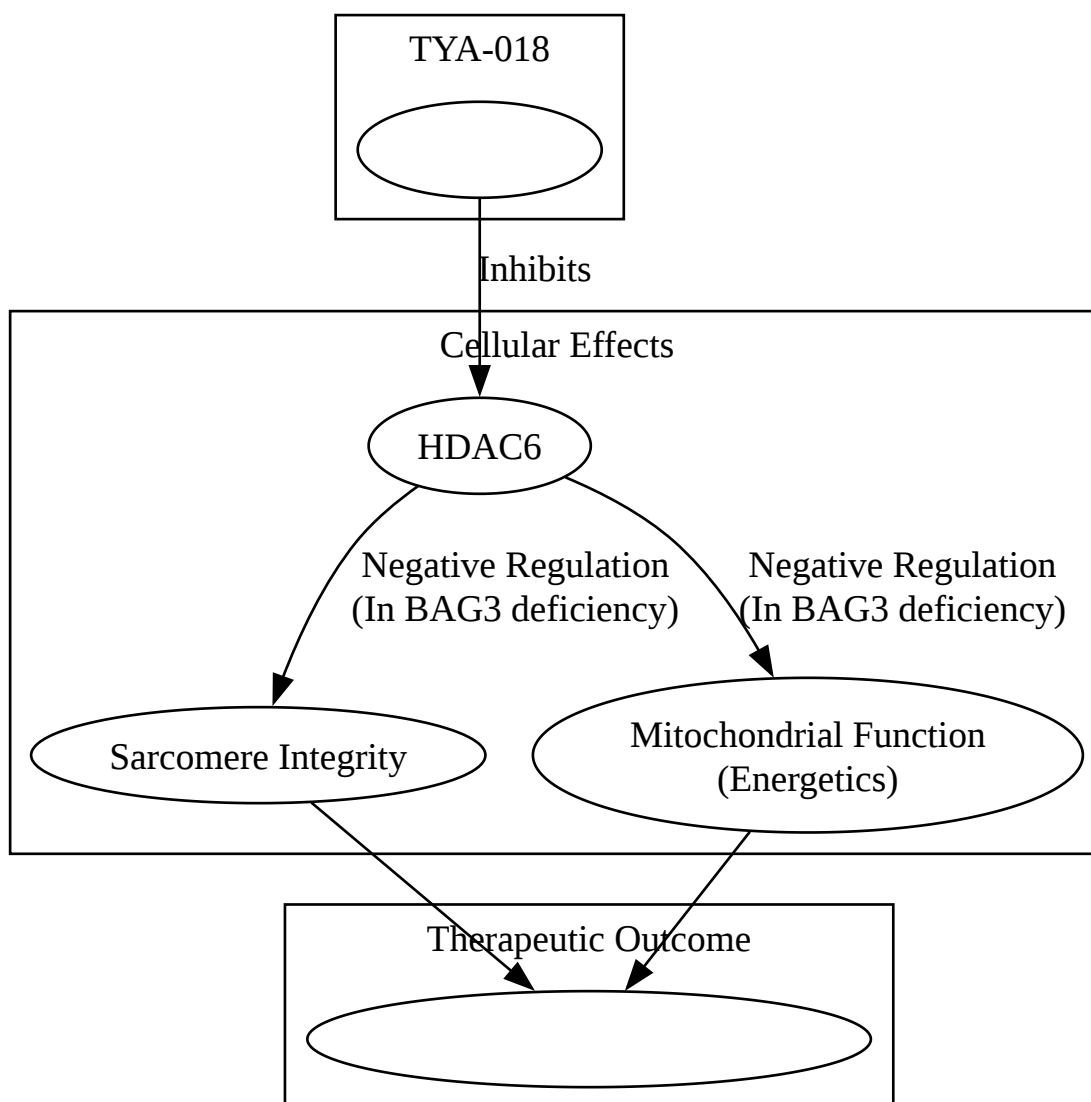 TYA-018
Inhibits
Cellular Effects
HDAC6
Negative Regulation
(In BAG3 deficiency)
Negative Regulation
(In BAG3 deficiency)
Sarcomere Integrity
Mitochondrial Function
(Energetics)
Therapeutic Outcome